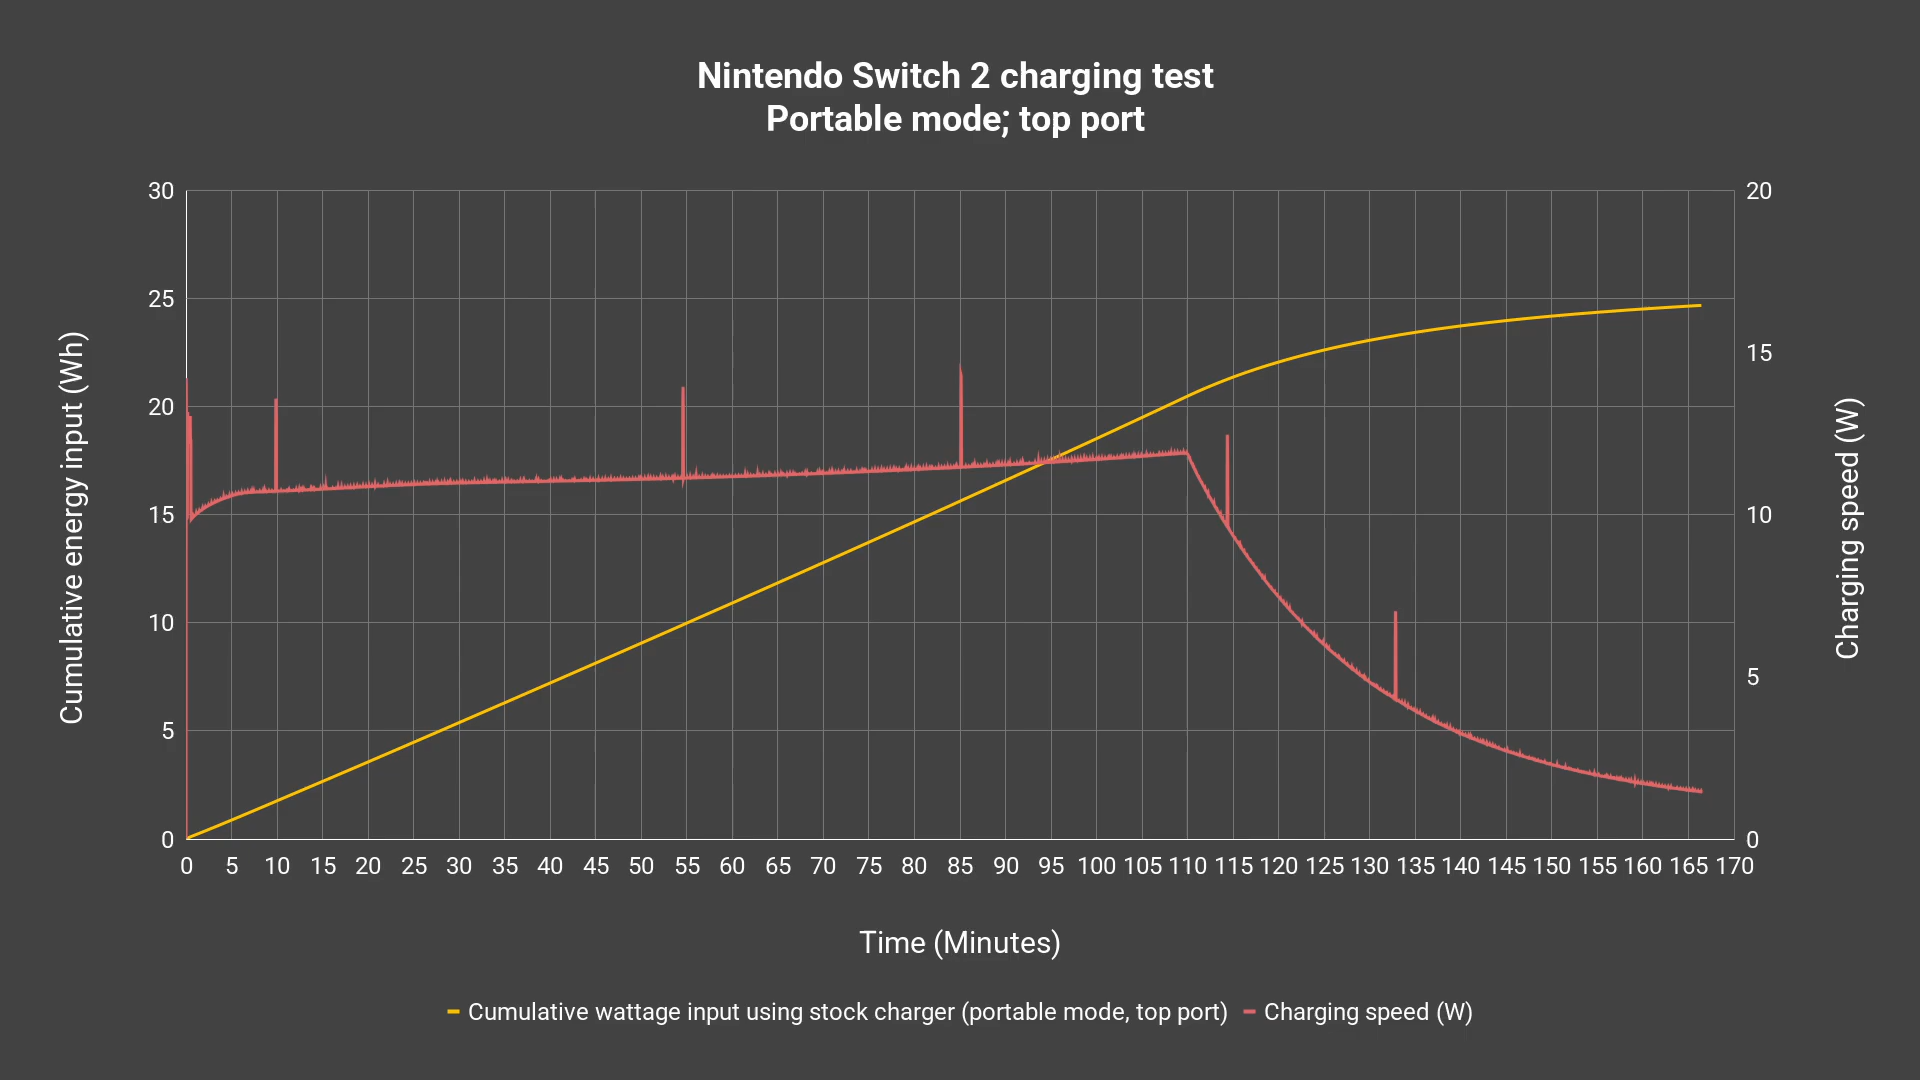 Nintendo Switch 2 charging test
Portable mode; top port
30
25
20
15
10
5
0
Cumulative energy input (Wh)
20
15
10
5
0
Charging speed (W)
0 5 10 15 20 25 30 35 40 45 50 55 60 65 70 75 80 85 90 95 100 105 110 115 120 125 130 135 140 145 150 155 160 165 170
Time (Minutes)
Cumulative wattage input using stock charger (portable mode, top port) Charging speed (W)